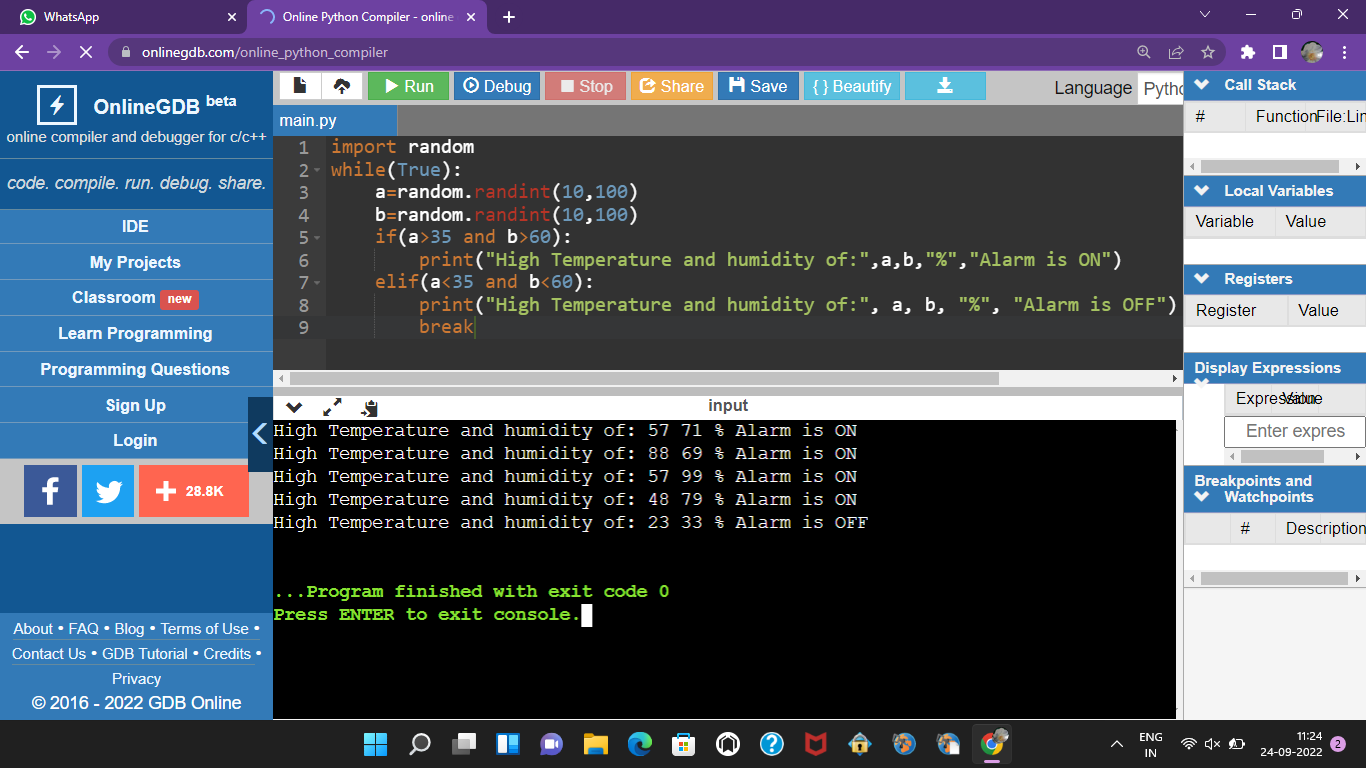 WhatsApp
Online Python Compiler - online
onlinegdb.com/online_python_compiler
OnlineGDB beta
online compiler and debugger for c/c++
code. compile. run. debug. share.
IDE
My Projects
Classroom new
Learn Programming
Programming Questions
Sign Up
Login
28.8K
About • FAQ • Blog • Terms of Use •
Contact Us • GDB Tutorial • Credits •
Privacy
© 2016 - 2022 GDB Online
Run
Debug
Stop
Share
Save
{ } Beautify
Language
Pytho
main.py
1 import random
2 while(True):
3     a=random.randint(10,100)
4     b=random.randint(10,100)
5     if(a>35 and b>60):
6         print("High Temperature and humidity of:",a,b,"%","Alarm is ON")
7     elif(a<35 and b<60):
8         print("High Temperature and humidity of:", a, b, "%", "Alarm is OFF")
9         break
input
High Temperature and humidity of: 57 71 % Alarm is ON
High Temperature and humidity of: 88 69 % Alarm is ON
High Temperature and humidity of: 57 99 % Alarm is ON
High Temperature and humidity of: 48 79 % Alarm is ON
High Temperature and humidity of: 23 33 % Alarm is OFF
...Program finished with exit code 0
Press ENTER to exit console.
Call Stack
# Function File:Lin
Local Variables
Variable Value
Registers
Register Value
Display Expressions
Expression Value
Enter expres
Breakpoints and
Watchpoints
# Description
ENG
IN
11:24
24-09-2022
2